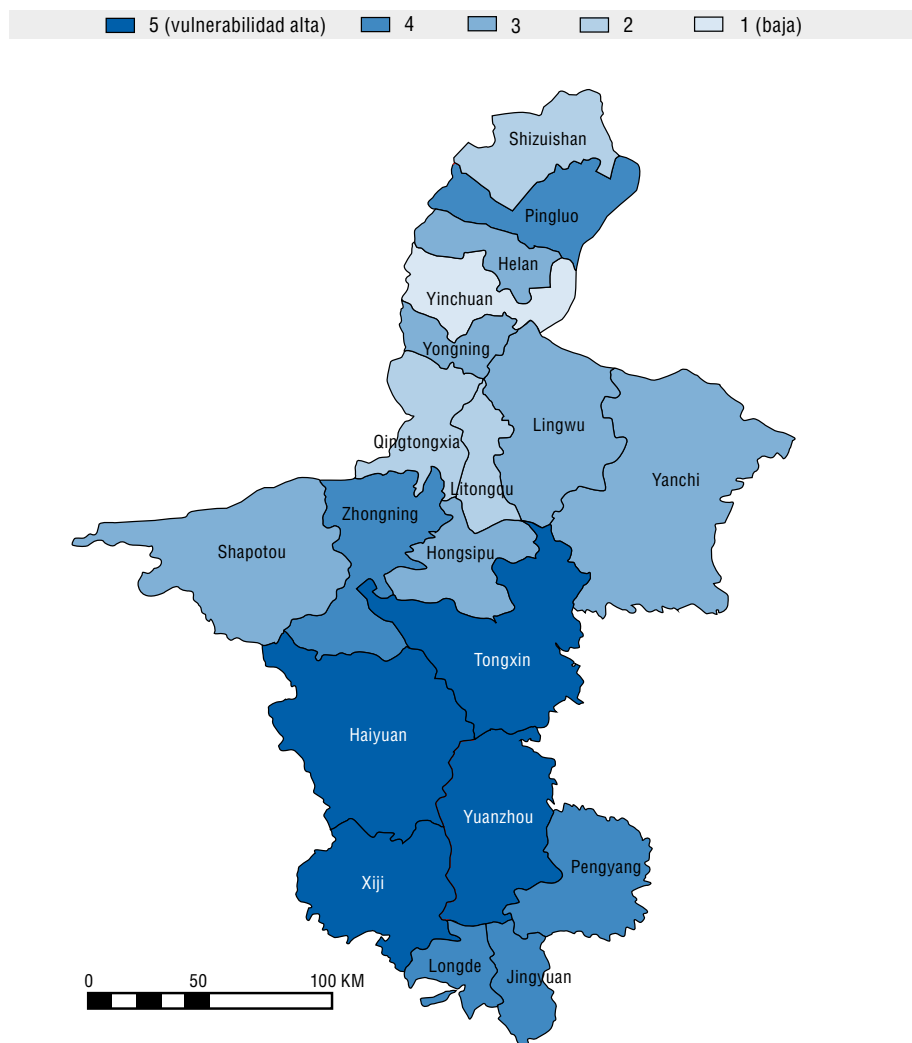 5 (vulnerabilidad alta) 4 3 2 1 (baja)
Shizuishan
Pingluo
Helan
Yinchuan
Yongning
Lingwu
Qingtongxia
Yanchi
Litongqu
Zhongning
Shapotou
Hongsipu
Tongxin
Haiyuan
Yuanzhou
Pengyang
Xiji
Longde
Jingyuan
0 50 100 KM